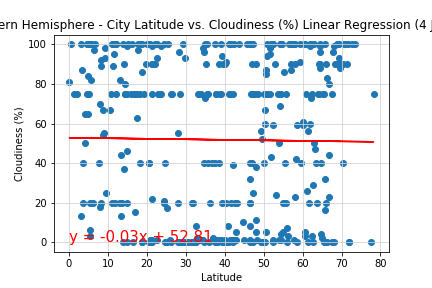 ern Hemisphere - City Latitude vs. Cloudiness (%) Linear Regression (4 J
100
80
60
40
20
0
Cloudiness (%)
y = -0.03x + 52.81
0 10 20 30 40 50 60 70 80
Latitude